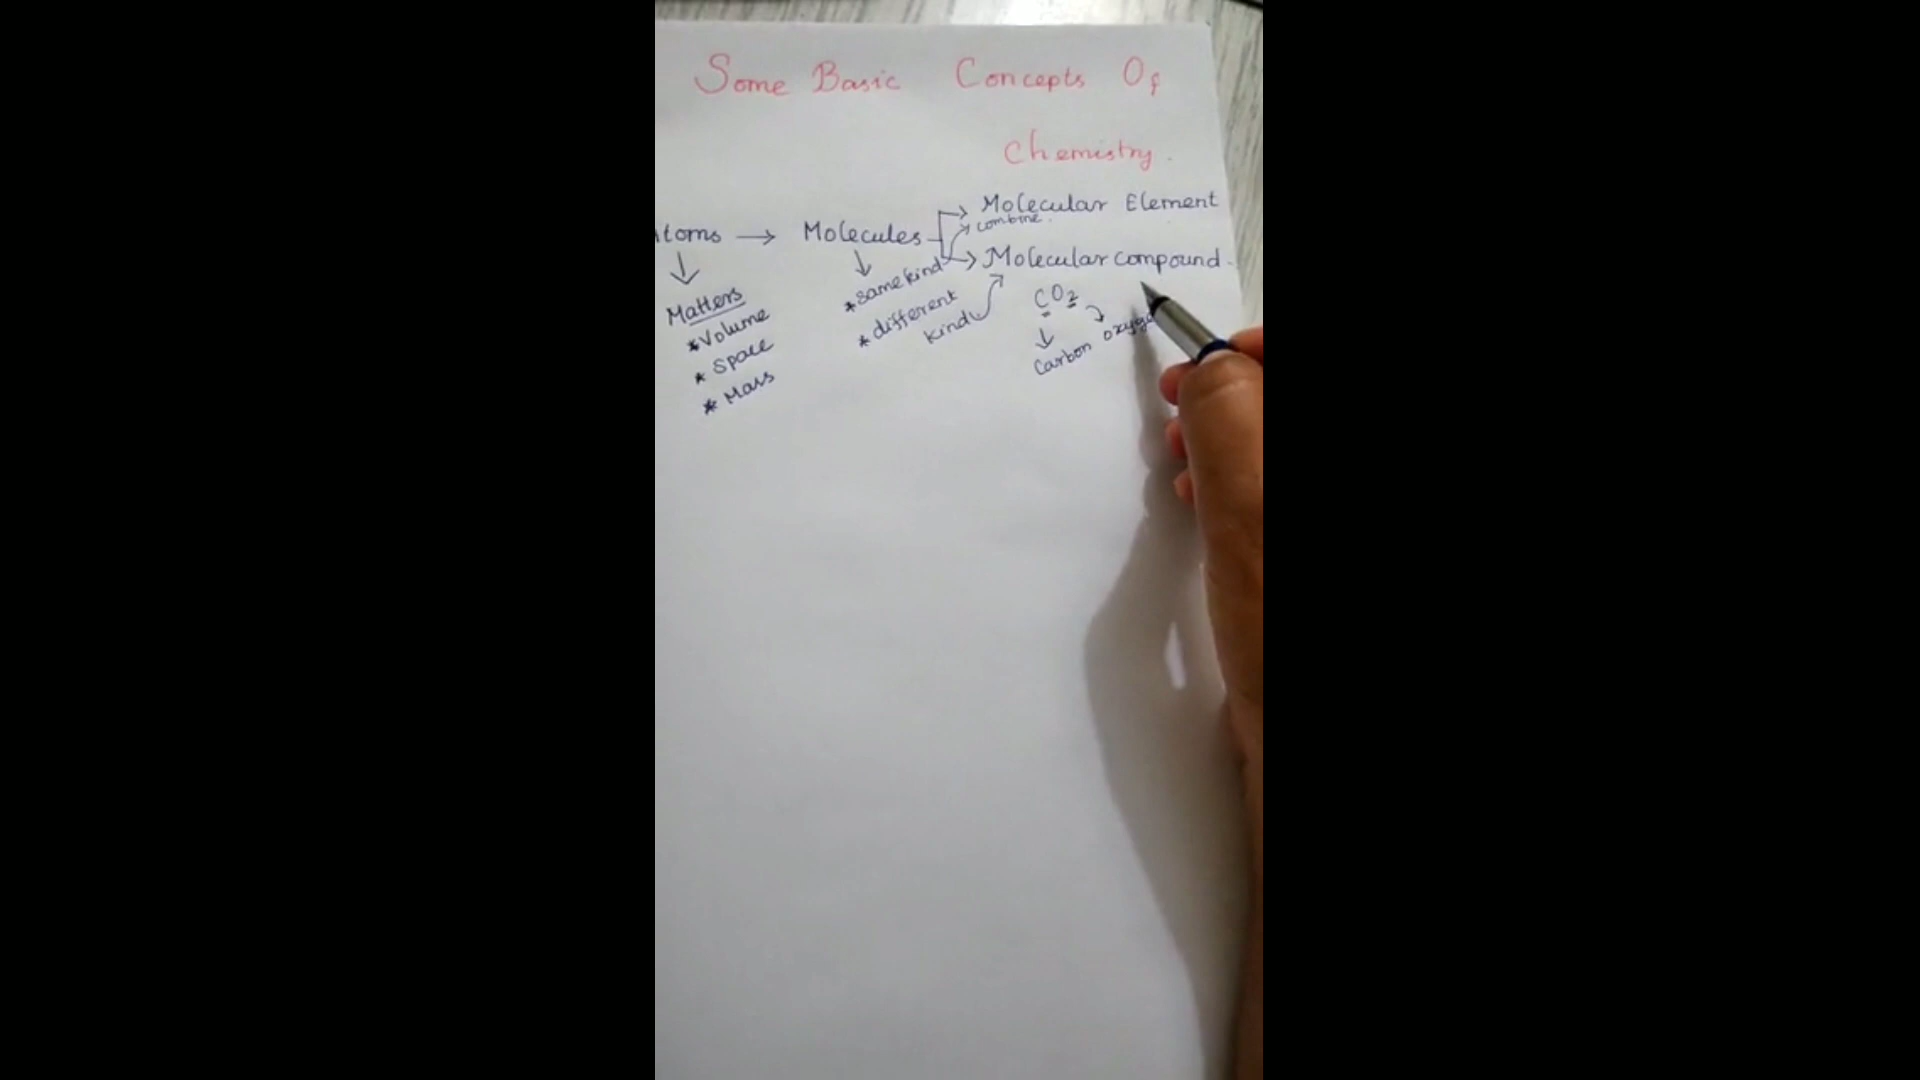 Some Basic Concepts Of
Chemistry.
toms → Molecules → Molecular Element
combine.
→ Molecular compound.
↓
Matters
* Volume
* Space
* Mass
↓
* same kind
* different
kind
CO2
↓
Carbon
oxyg